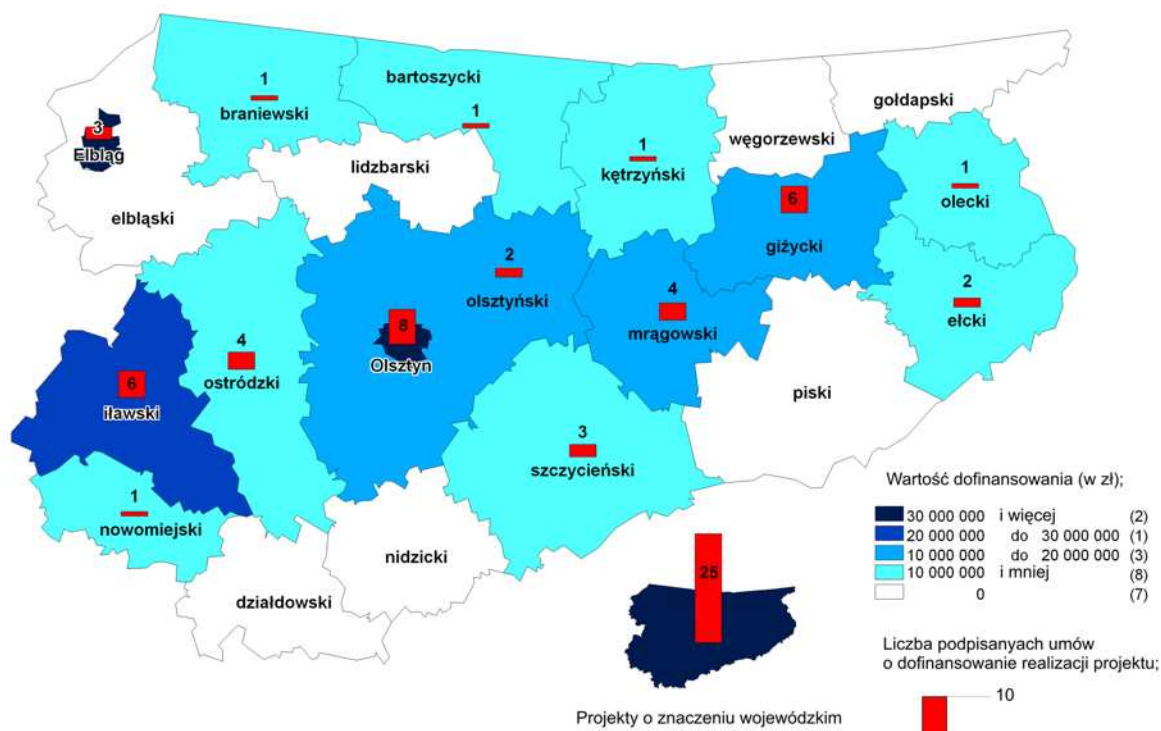 bartoszycki
1
braniewski
1
gołdapski
3
Elbląg
węgorzewski
1
kętrzyński
lidzbarski
1
olecki
6
giżycki
elbląski
2
olsztyński
2
ełcki
4
mrągowski
8
Olsztyn
4
ostródzki
6
iławski
piski
3
szczycieński
1
nowomiejski
nidzicki
działdowski
Wartość dofinansowania (w zł);
30 000 000 i więcej (2)
20 000 000 do 30 000 000 (1)
10 000 000 do 20 000 000 (3)
10 000 000 i mniej (8)
0 (7)
25
Projekty o znaczeniu wojewódzkim
Liczba podpisanych umów
o dofinansowanie realizacji projektu;
10